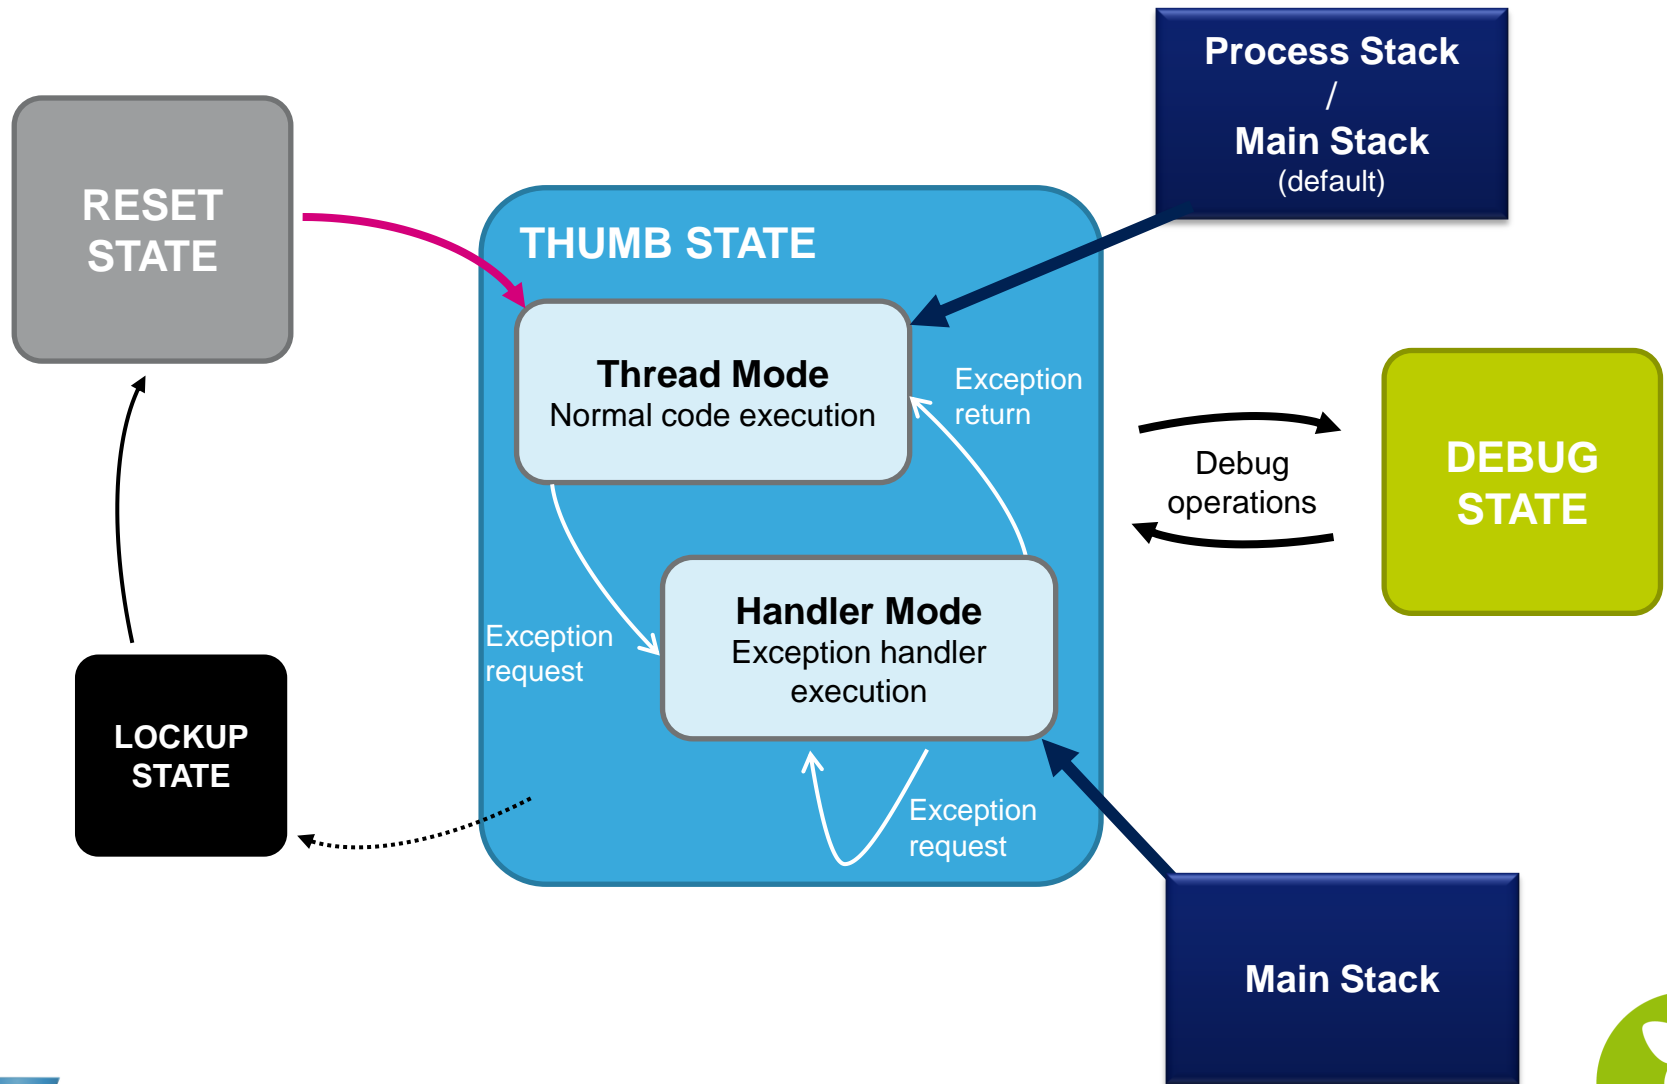 Process Stack
/
Main Stack
(default)
RESET
STATE
THUMB STATE
Thread Mode
Normal code execution
Exception
return
Debug
operations
DEBUG
STATE
Exception
request
Handler Mode
Exception handler
execution
LOCKUP
STATE
Exception
request
Main Stack